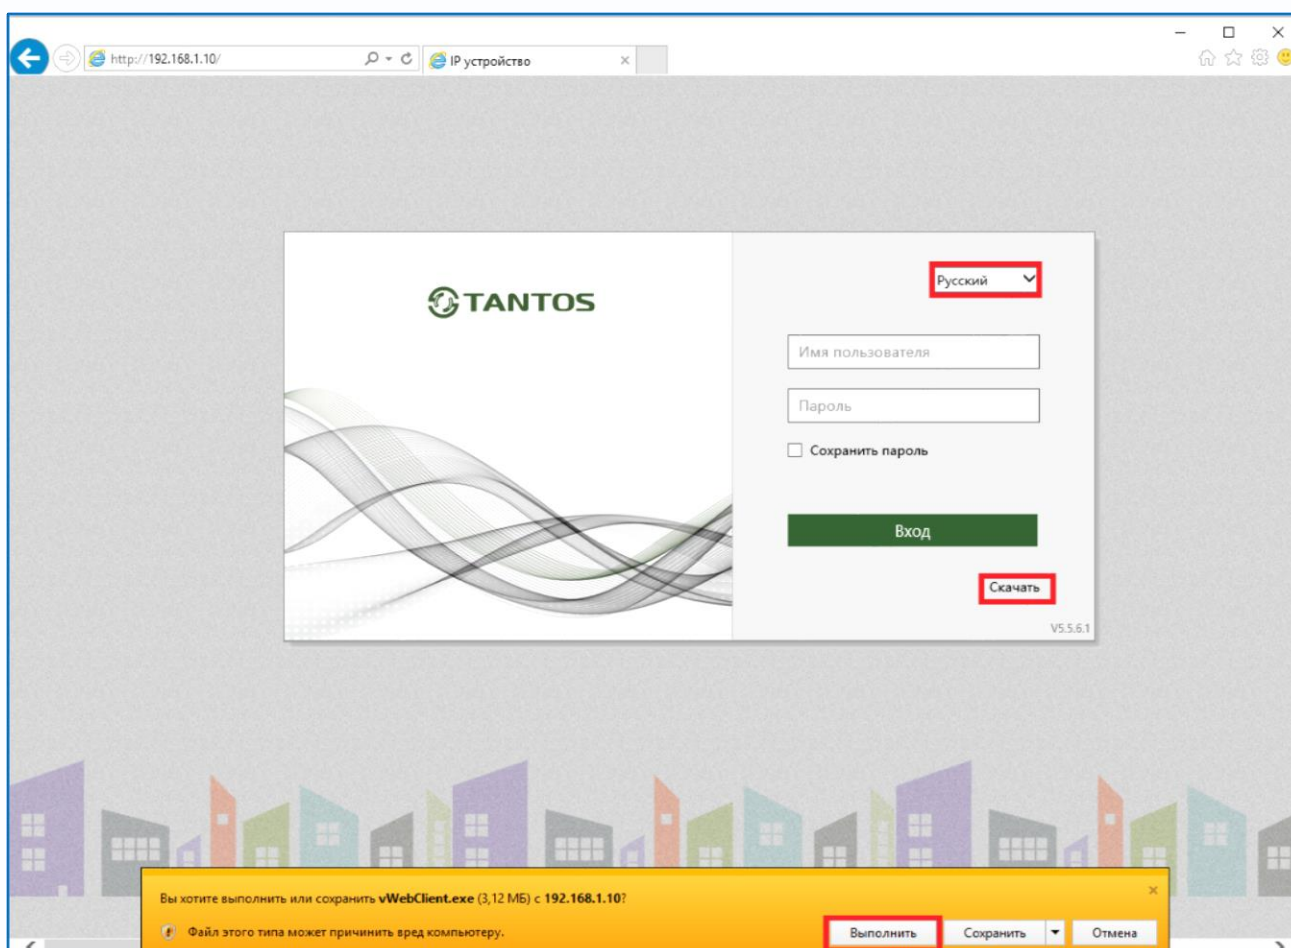 http://192.168.1.10/
IP устройство
TANTOS
Русский
Имя пользователя
Пароль
Сохранить пароль
Вход
Скачать
V5.5.6.1
Вы хотите выполнить или сохранить vWebClient.exe (3,12 МБ) с 192.168.1.10?
Файл этого типа может причинить вред компьютеру.
Выполнить
Сохранить
Отмена